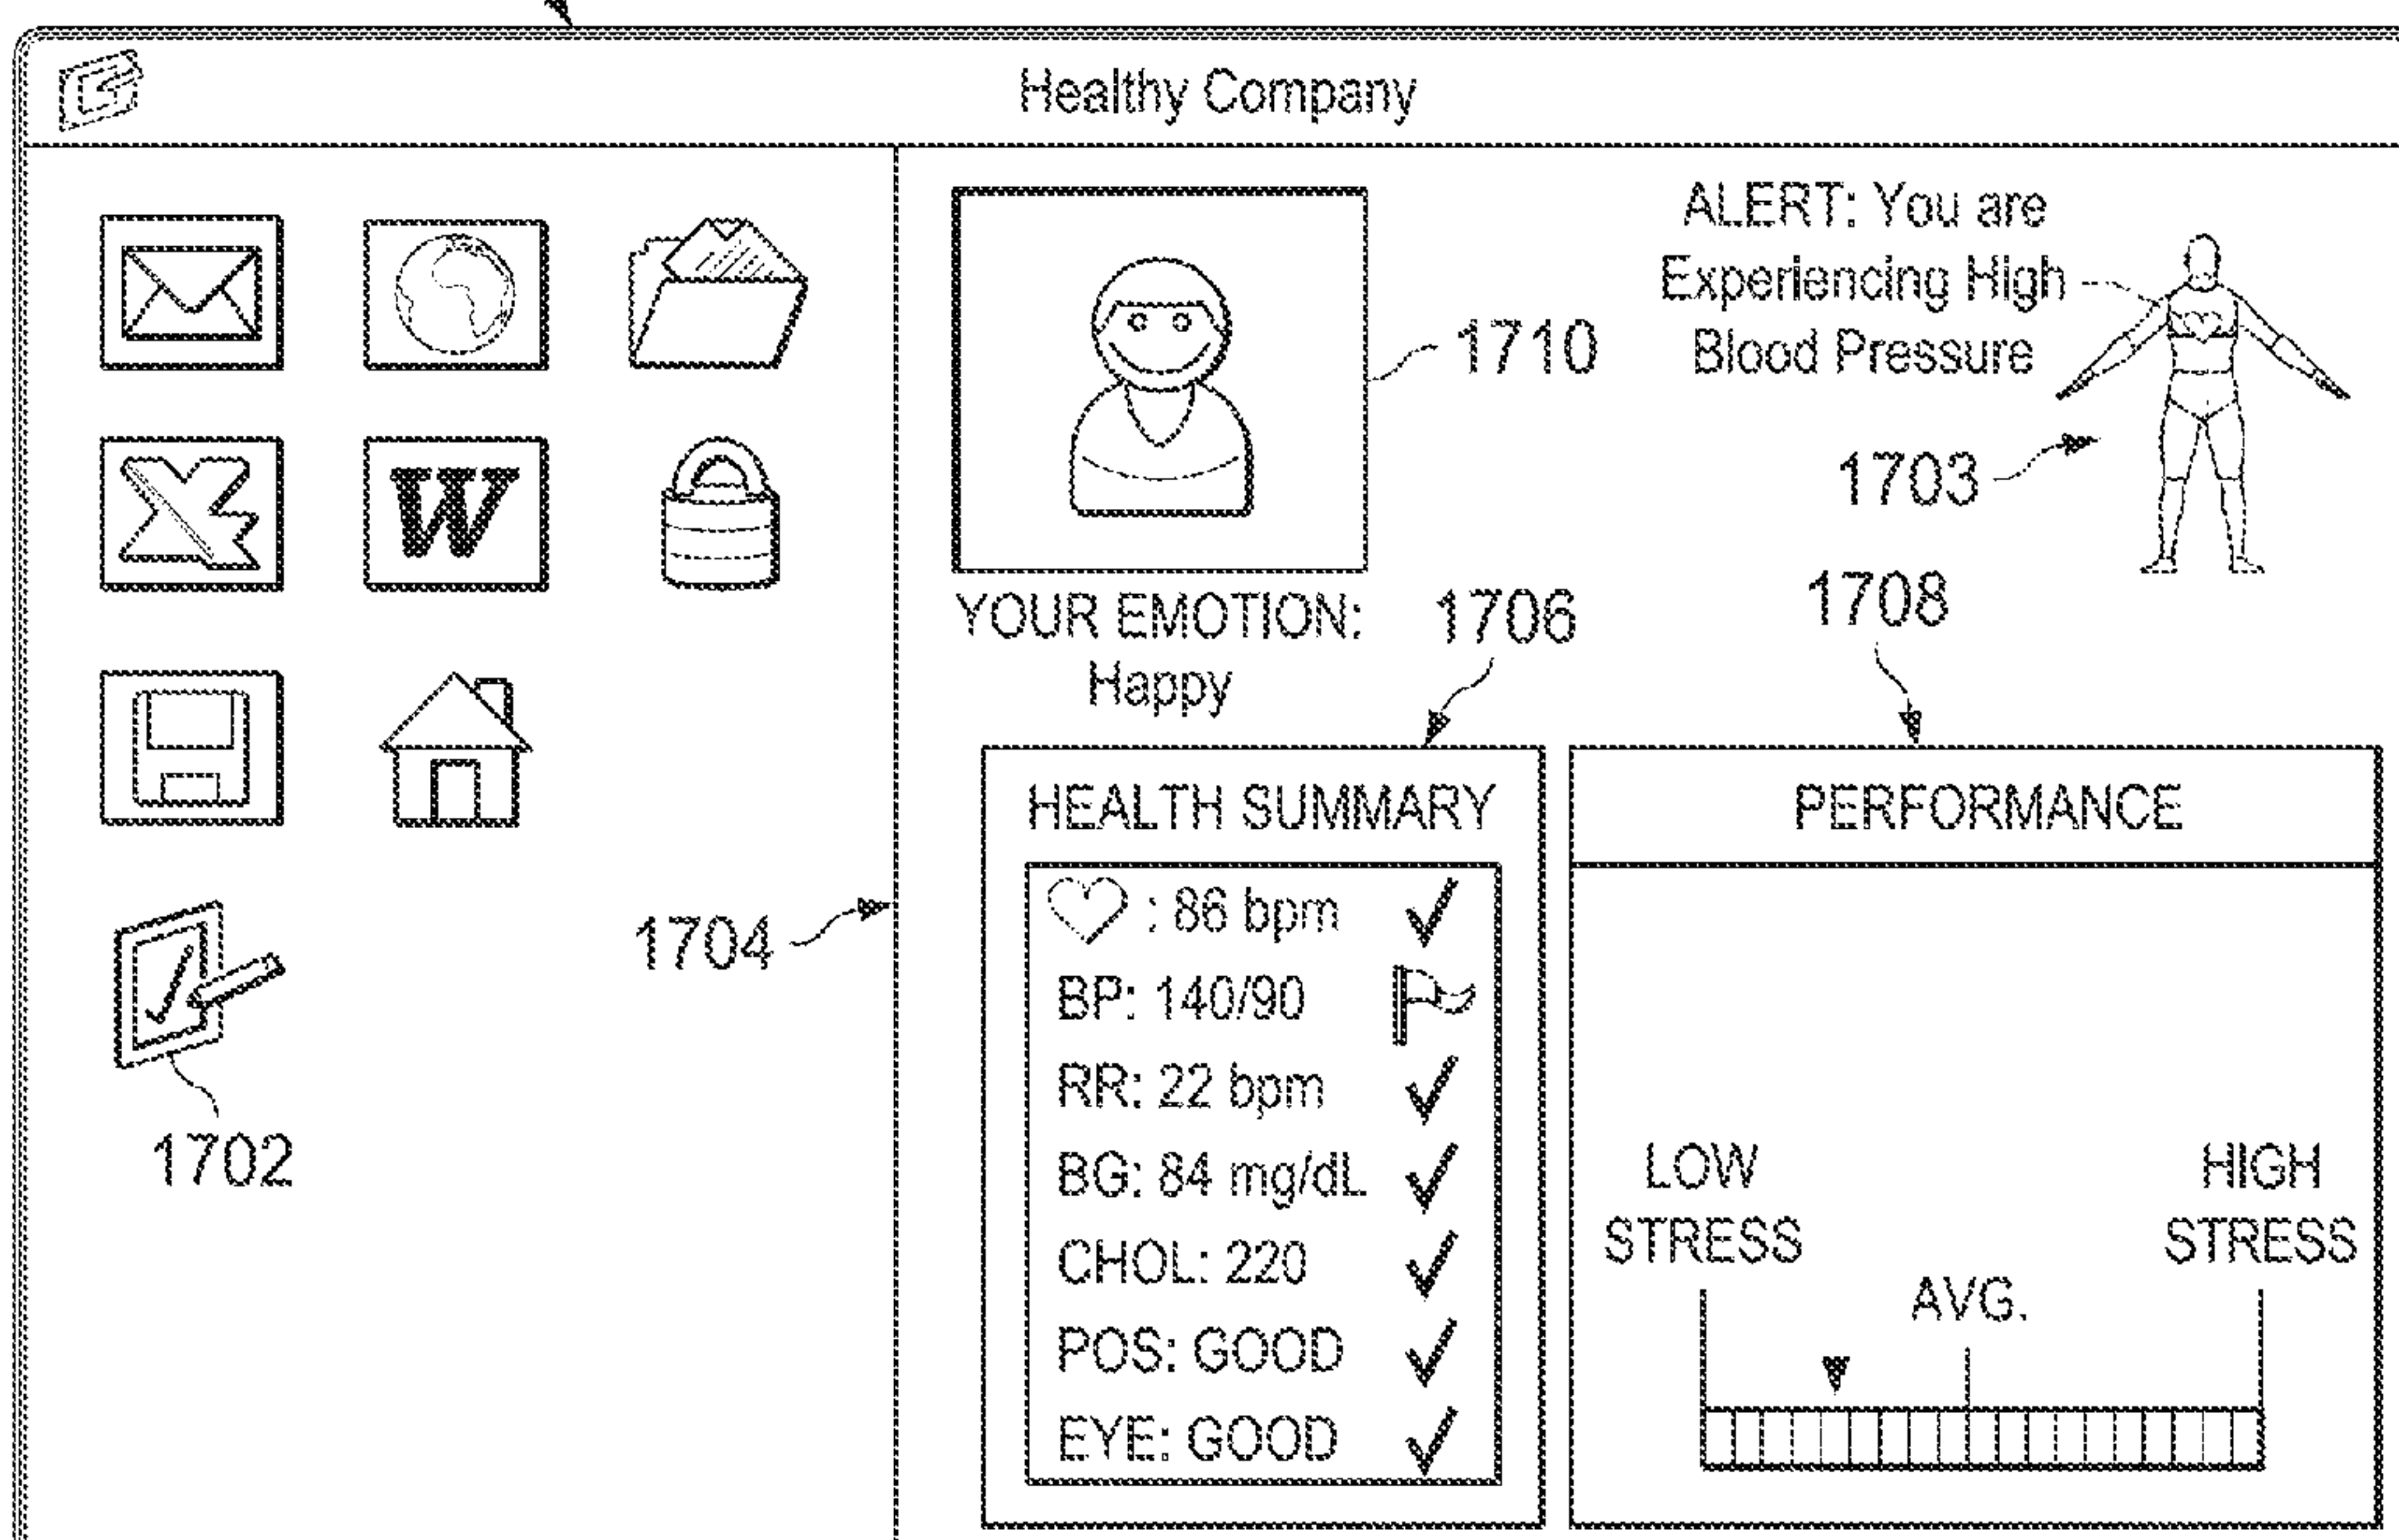 Healthy Company
ALERT: You are
Experiencing High
Blood Pressure
1710
W
1703
YOUR EMOTION:
Happy
1706
1708
HEALTH SUMMARY
: 86 bpm
BP: 140/90
RR: 22 bpm
BG: 84 mg/dL
CHOL: 220
POS: GOOD
EYE: GOOD
PERFORMANCE
LOW
STRESS
HIGH
STRESS
AVG.
1704
1702